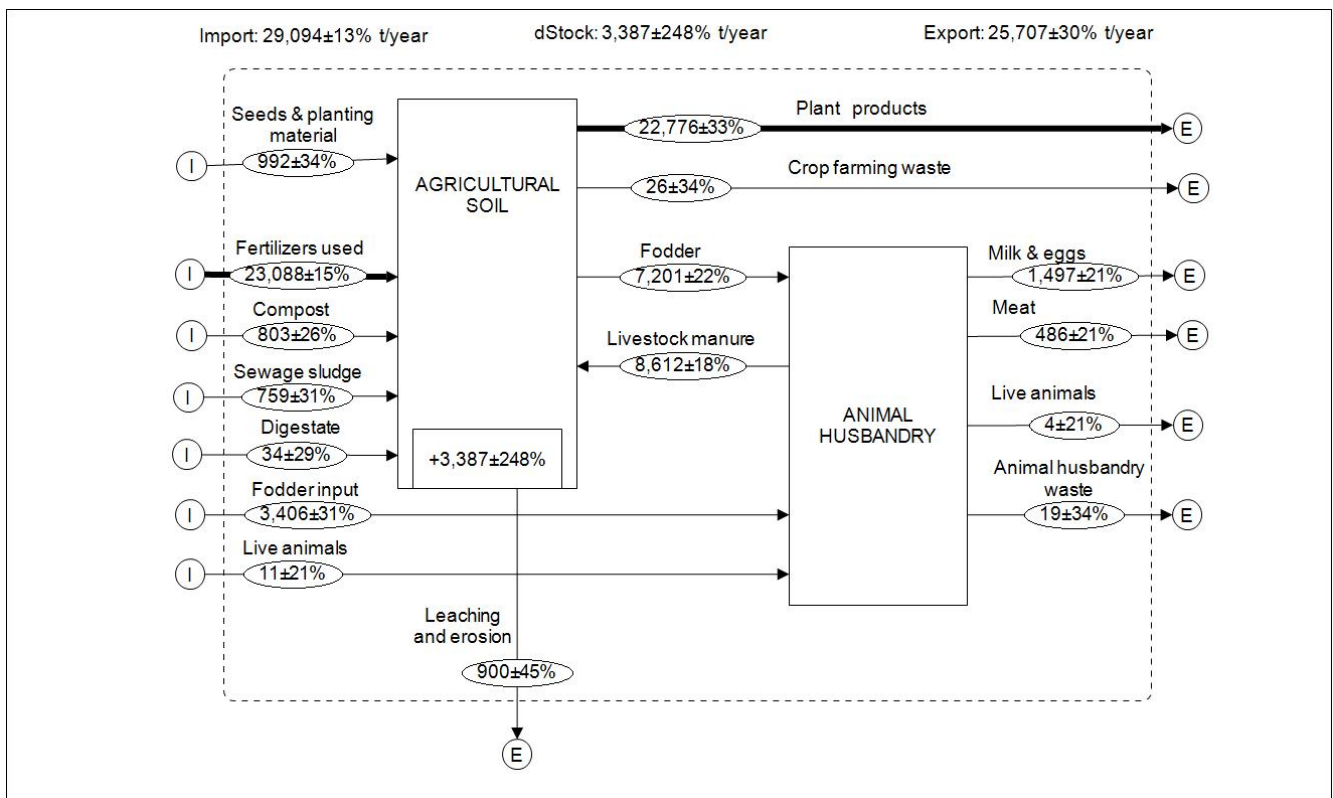 Import: 29,094±13% t/year
dStock: 3,387±248% t/year
Export: 25,707±30% t/year
Seeds & planting
material
I
992±34%
Fertilizers used
I
23,088±15%
Compost
I
803±26%
Sewage sludge
I
759±31%
Digestate
I
34±29%
Fodder input
I
3,406±31%
Live animals
I
11±21%
AGRICULTURAL
SOIL
+3,387±248%
Leaching
and erosion
900±45%
E
Plant products
22,776±33%
E
Crop farming waste
26±34%
E
Fodder
7,201±22%
Livestock manure
8,612±18%
ANIMAL
HUSBANDRY
Milk & eggs
1,497±21%
E
Meat
486±21%
E
Live animals
4±21%
E
Animal husbandry
waste
19±34%
E